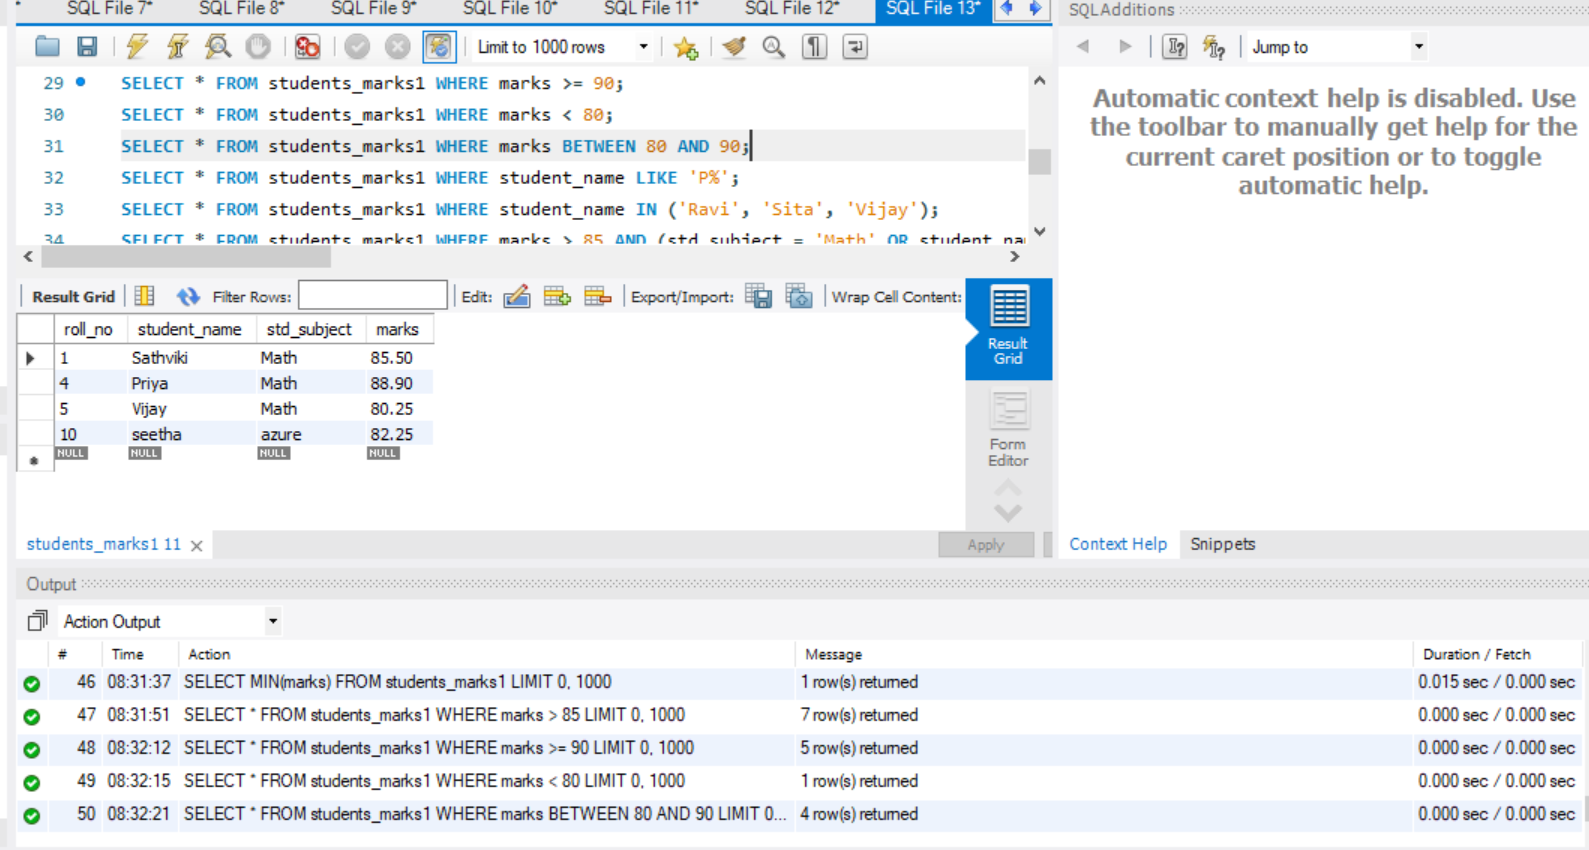 SQL File 7* SQL File 8* SQL File 9* SQL File 10* SQL File 11* SQL File 12* SQL File 13*
SQLAdditions
Limit to 1000 rows
Jump to
29 SELECT * FROM students_marks1 WHERE marks >= 90;
30 SELECT * FROM students_marks1 WHERE marks < 80;
31 SELECT * FROM students_marks1 WHERE marks BETWEEN 80 AND 90;
32 SELECT * FROM students_marks1 WHERE student_name LIKE 'P%';
33 SELECT * FROM students_marks1 WHERE student_name IN ('Ravi', 'Sita', 'Vijay');
34 SELECT * FROM students_marks1 WHERE marks > 85 AND (std_subject = 'Math' OR student_na
Automatic context help is disabled. Use
the toolbar to manually get help for the
current caret position or to toggle
automatic help.
Result Grid Filter Rows: Edit: Export/Import: Wrap Cell Content:
roll_no student_name std_subject marks
1 Sathviki Math 85.50
4 Priya Math 88.90
5 Vijay Math 80.25
10 seetha azure 82.25
NULL NULL NULL NULL
Result
Grid
Form
Editor
students_marks1 11
Apply
Context Help Snippets
Output
Action Output
# Time Action Message Duration / Fetch
46 08:31:37 SELECT MIN(marks) FROM students_marks1 LIMIT 0, 1000 1 row(s) returned 0.015 sec / 0.000 sec
47 08:31:51 SELECT * FROM students_marks1 WHERE marks > 85 LIMIT 0, 1000 7 row(s) returned 0.000 sec / 0.000 sec
48 08:32:12 SELECT * FROM students_marks1 WHERE marks >= 90 LIMIT 0, 1000 5 row(s) returned 0.000 sec / 0.000 sec
49 08:32:15 SELECT * FROM students_marks1 WHERE marks < 80 LIMIT 0, 1000 1 row(s) returned 0.000 sec / 0.000 sec
50 08:32:21 SELECT * FROM students_marks1 WHERE marks BETWEEN 80 AND 90 LIMIT 0... 4 row(s) returned 0.000 sec / 0.000 sec